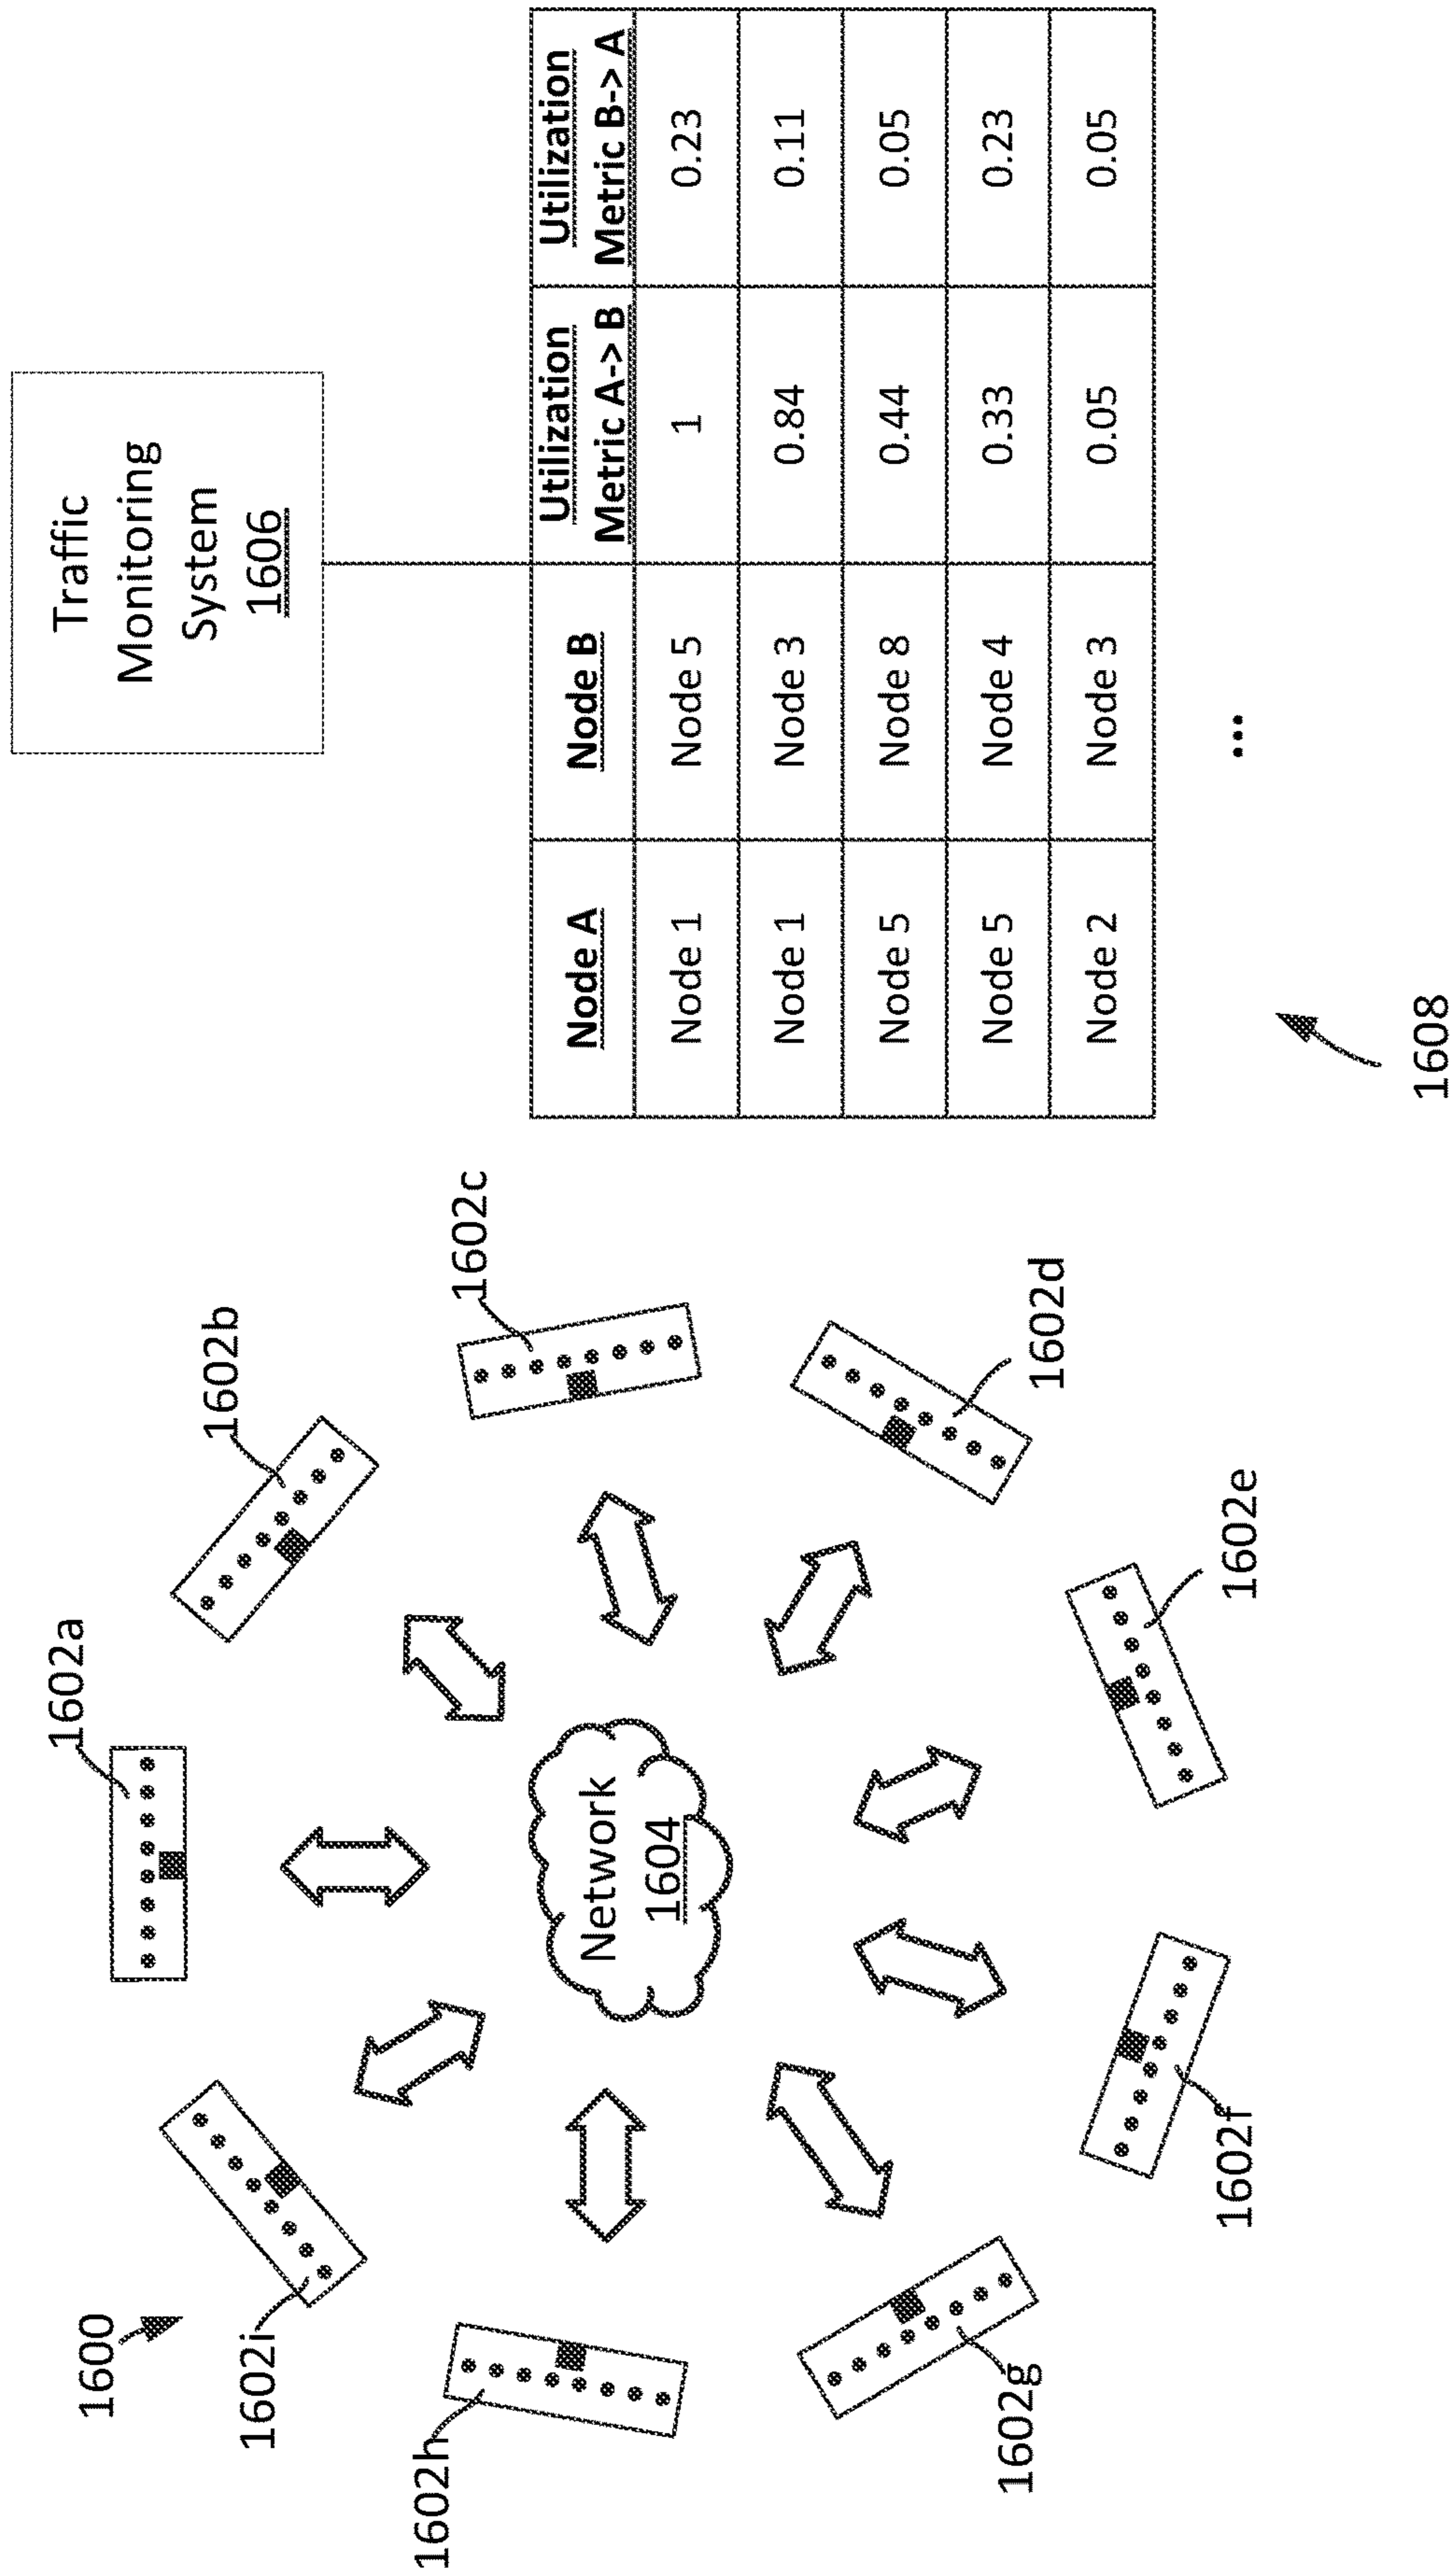 1600
1602a
1602b
1602c
1602d
1602e
1602f
1602g
1602h
1602i
Network
1604
Traffic
Monitoring
System
1606
Node A Node B Utilization Metric A-> B Utilization Metric B-> A
Node 1 Node 5 1 0.23
Node 1 Node 3 0.84 0.11
Node 5 Node 8 0.44 0.05
Node 5 Node 4 0.33 0.23
Node 2 Node 3 0.05 0.05
...
1608